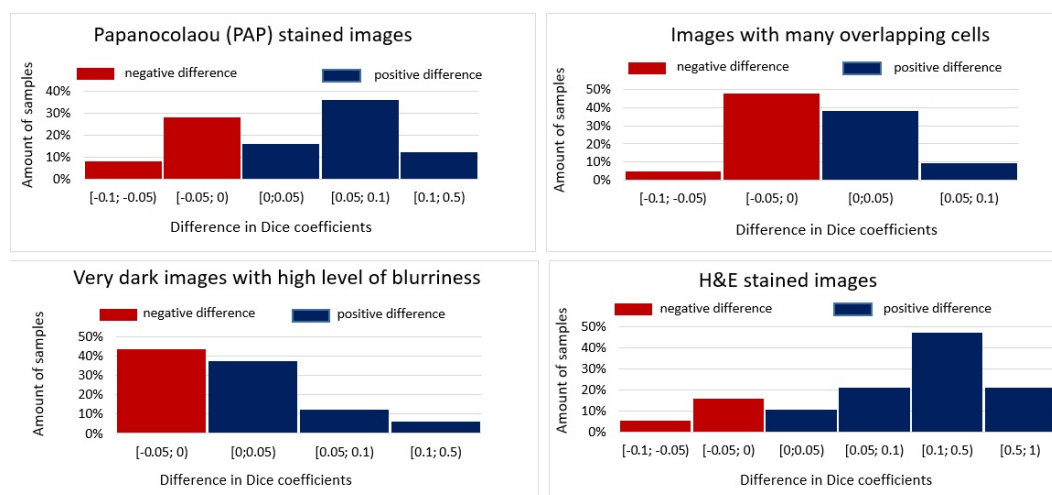 Papanocolaou (PAP) stained images
negative difference
positive difference
Amount of samples
40%
30%
20%
10%
0%
[-0.1; -0.05)
[-0.05; 0)
[0;0.05)
[0.05; 0.1)
[0.1; 0.5)
Difference in Dice coefficients
Images with many overlapping cells
negative difference
positive difference
Amount of samples
50%
40%
30%
20%
10%
0%
[-0.1; -0.05)
[-0.05; 0)
[0;0.05)
[0.05; 0.1)
Difference in Dice coefficients
Very dark images with high level of blurriness
negative difference
positive difference
Amount of samples
50%
40%
30%
20%
10%
0%
[-0.05; 0)
[0;0.05)
[0.05; 0.1)
[0.1; 0.5)
Difference in Dice coefficients
H&E stained images
negative difference
positive difference
Amount of samples
50%
40%
30%
20%
10%
0%
[-0.1; -0.05)
[-0.05; 0)
[0;0.05)
[0.05; 0.1)
[0.1; 0.5)
[0.5; 1)
Difference in Dice coefficients